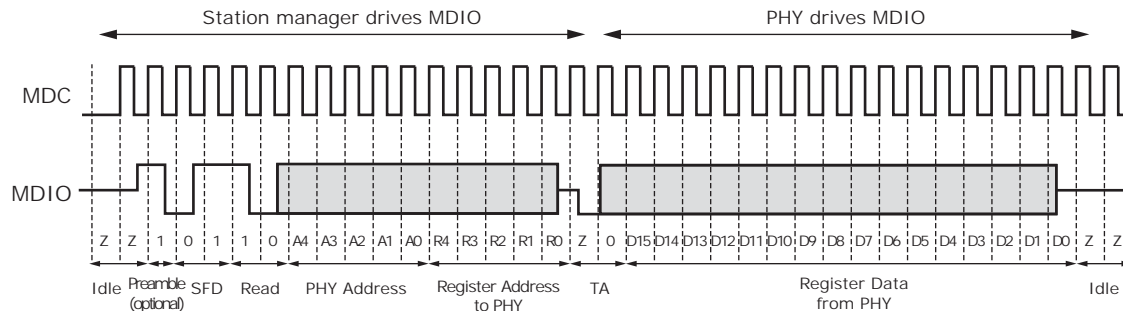 Station manager drives MDIO PHY drives MDIO
MDC
MDIO
Z Z 1 0 1 1 0 A4 A3 A2 A1 A0 R4 R3 R2 R1 R0 Z 0 D15 D14 D13 D12 D11 D10 D9 D8 D7 D6 D5 D4 D3 D2 D1 D0 Z Z
Idle Preamble (optional) SFD Read PHY Address Register Address to PHY TA Register Data from PHY Idle